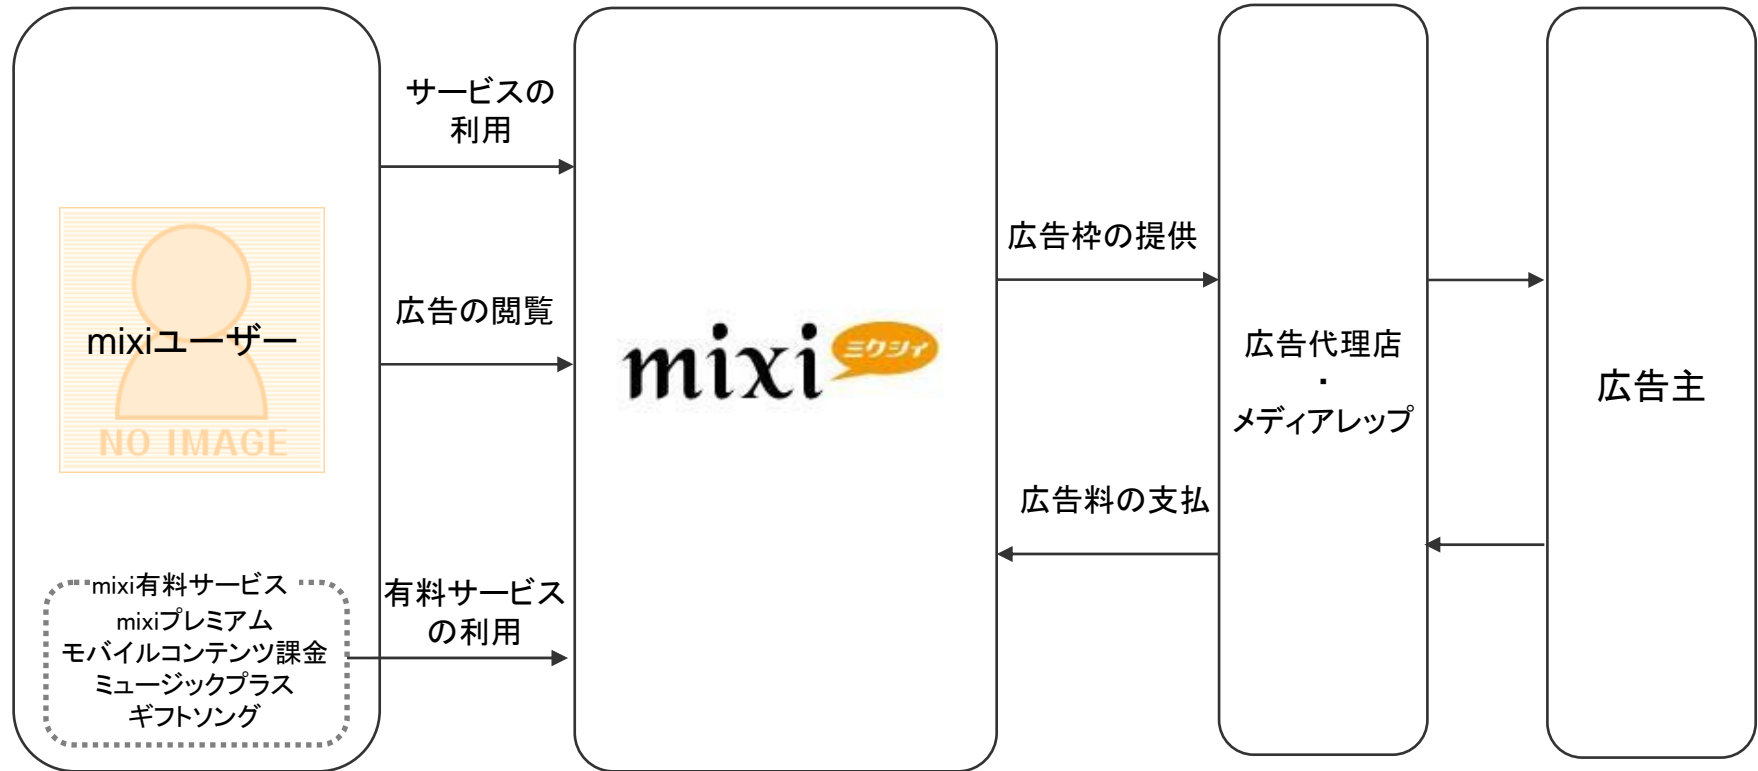 サービスの
利用
mixiユーザー
NO IMAGE
広告の閲覧
mixi有料サービス
mixiプレミアム
モバイルコンテンツ課金
ミュージックプラス
ギフトソング
有料サービス
の利用
mixi ミクシィ
広告枠の提供
広告料の支払
広告代理店
・
メディアレップ
広告主